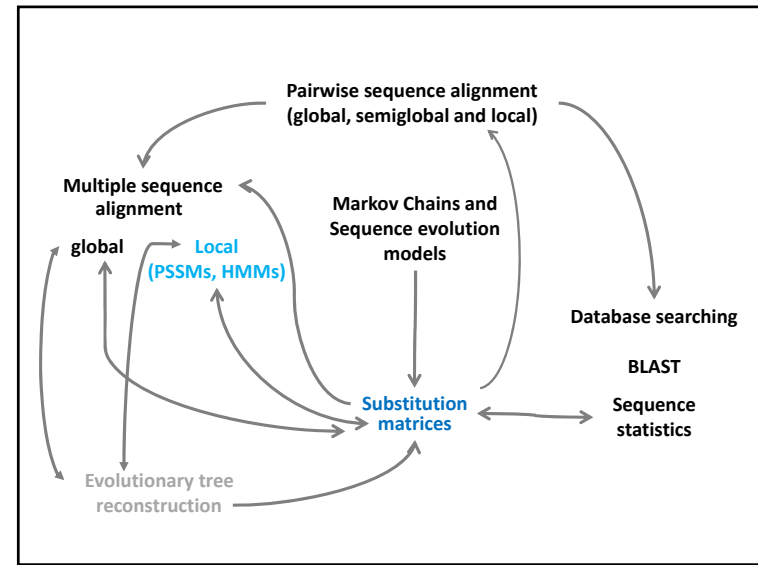 Pairwise sequence alignment
(global, semiglobal and local)
Multiple sequence
alignment
global
Local
(PSSMs, HMMs)
Markov Chains and
Sequence evolution
models
Database searching
BLAST
Sequence
statistics
Substitution
matrices
Evolutionary tree
reconstruction